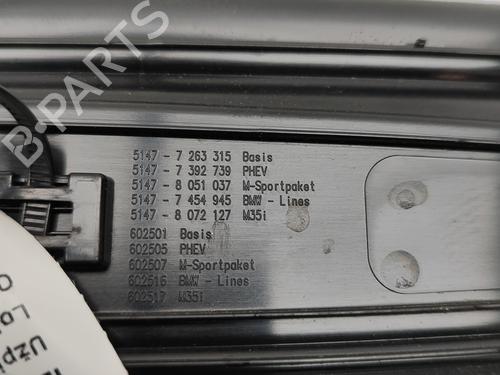 B-PARTS
5147 - 7 263 315 Basis
5147 - 7 392 739 PHEV
5147 - 8 051 037 M-Sportpaket
5147 - 7 454 945 BMW - Lines
5147 - 8 072 127 M35i
602501 Basis
602505 PHEV
602507 M-Sportpaket
602516 BMW - Lines
602517 M35i